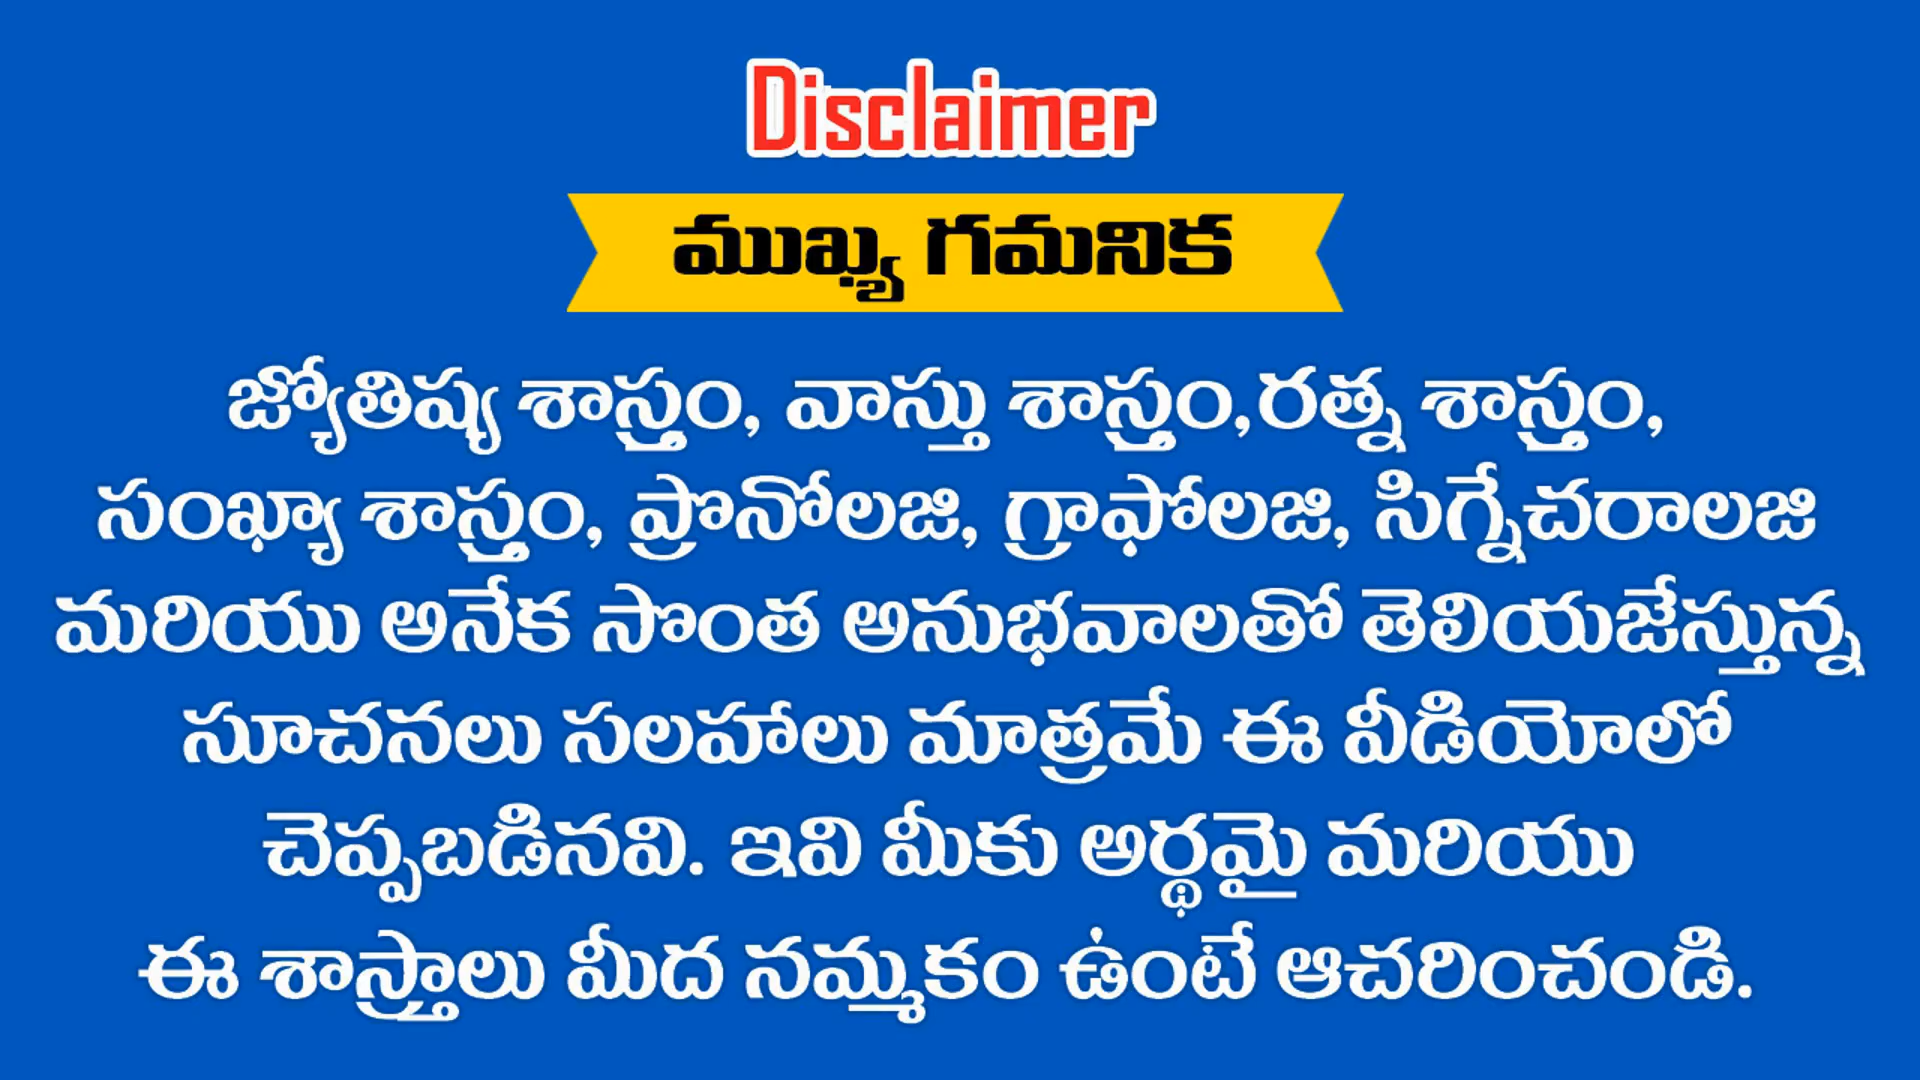 Disclaimer
ముఖ్య గమనిక
జ్యోతిష్య శాస్త్రం, వాస్తు శాస్త్రం,రత్న శాస్త్రం,
సంఖ్యా శాస్త్రం, ప్రొనోలజి, గ్రాఫోలజి, సిగ్నేచరాలజి
మరియు అనేక సొంత అనుభవాలతో తెలియజేస్తున్న
సూచనలు సలహాలు మాత్రమే ఈ వీడియోలో
చెప్పబడినవి. ఇవి మీకు అర్థమై మరియు
ఈ శాస్త్రాలు మీద నమ్మకం ఉంటే ఆచరించండి.